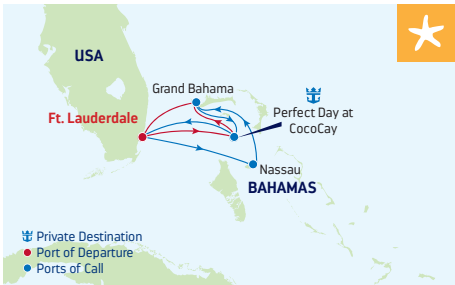 USA
Grand Bahama
Perfect Day at
CocoCay
Ft. Lauderdale
Nassau
BAHAMAS
Private Destination
Port of Departure
Ports of Call